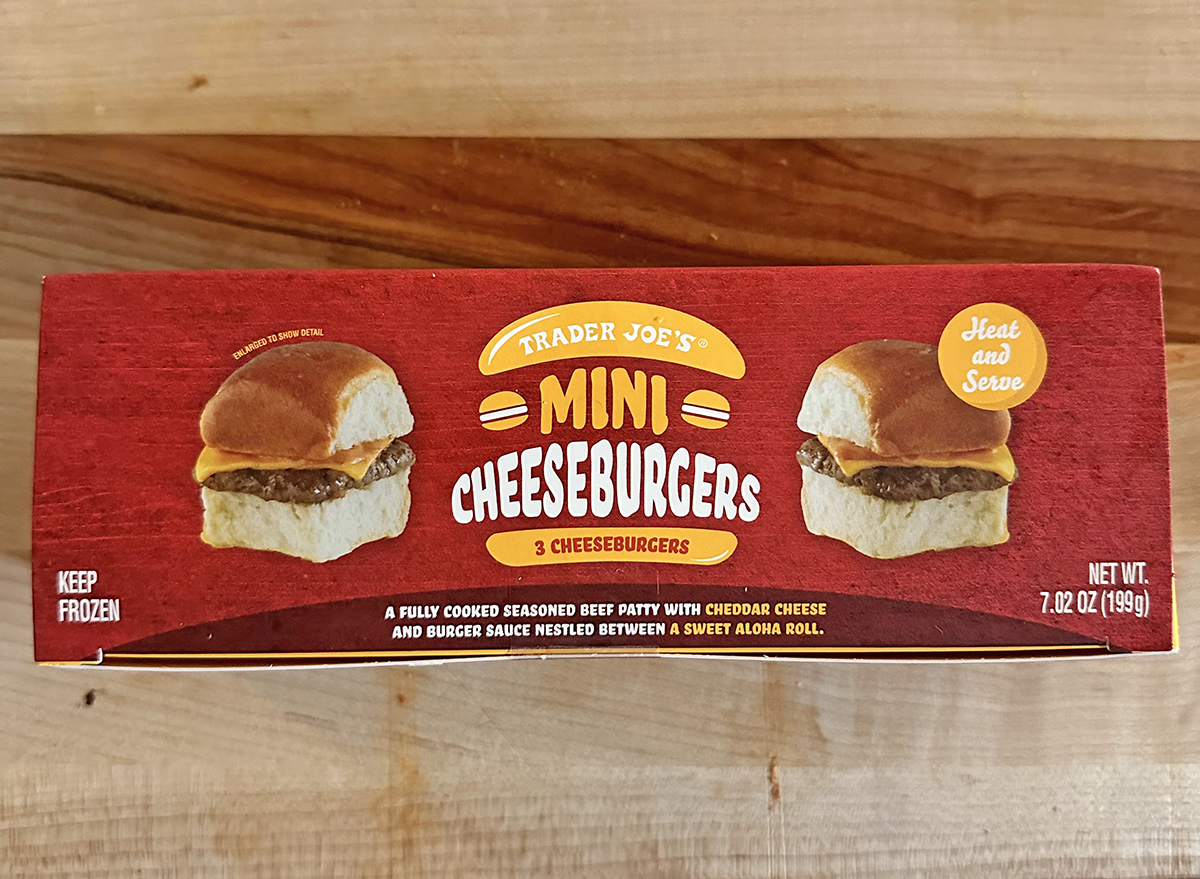 ENLARGED TO SHOW DETAIL
TRADER JOE'S®
MINI
CHEESEBURGERS
3 CHEESEBURGERS
Heat
and
Serve
KEEP
FROZEN
A FULLY COOKED SEASONED BEEF PATTY WITH CHEDDAR CHEESE
AND BURGER SAUCE NESTLED BETWEEN A SWEET ALOHA ROLL.
NET WT.
7.02 OZ (199g)